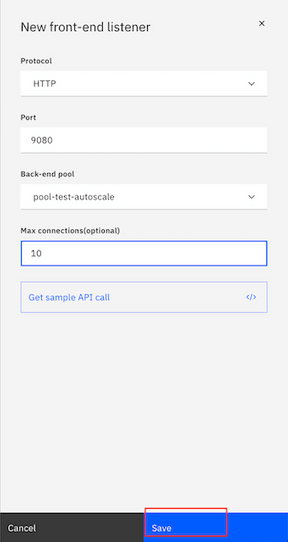 New front-end listener
Protocol
HTTP
Port
9080
Back-end pool
pool-test-autoscale
Max connections(optional)
10
Get sample API call
</>
Cancel
Save